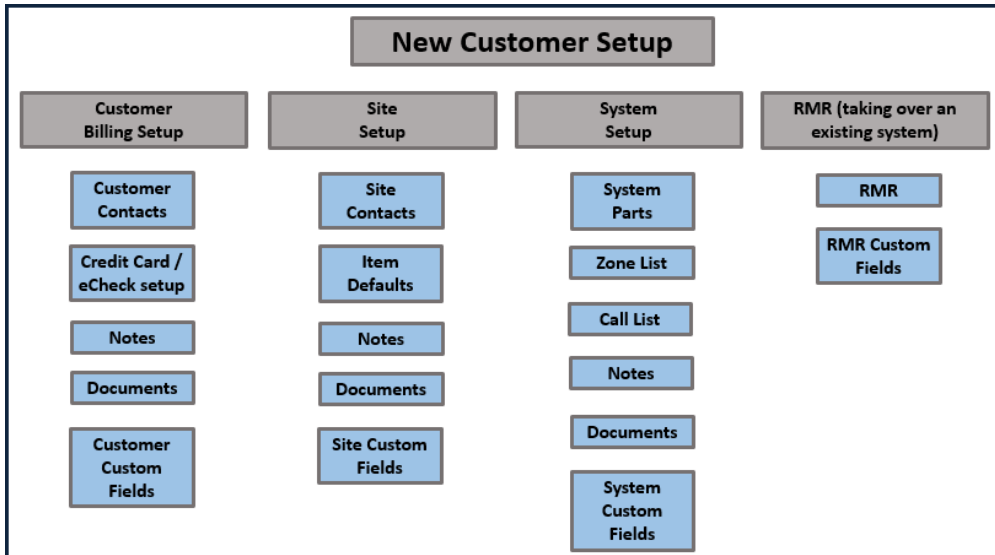 New Customer Setup
Customer
Billing Setup
Customer
Contacts
Credit Card /
eCheck setup
Notes
Documents
Customer
Custom
Fields
Site
Setup
Site
Contacts
Item
Defaults
Notes
Documents
Site Custom
Fields
System
Setup
System
Parts
Zone List
Call List
Notes
Documents
System
Custom
Fields
RMR (taking over an
existing system)
RMR
RMR Custom
Fields